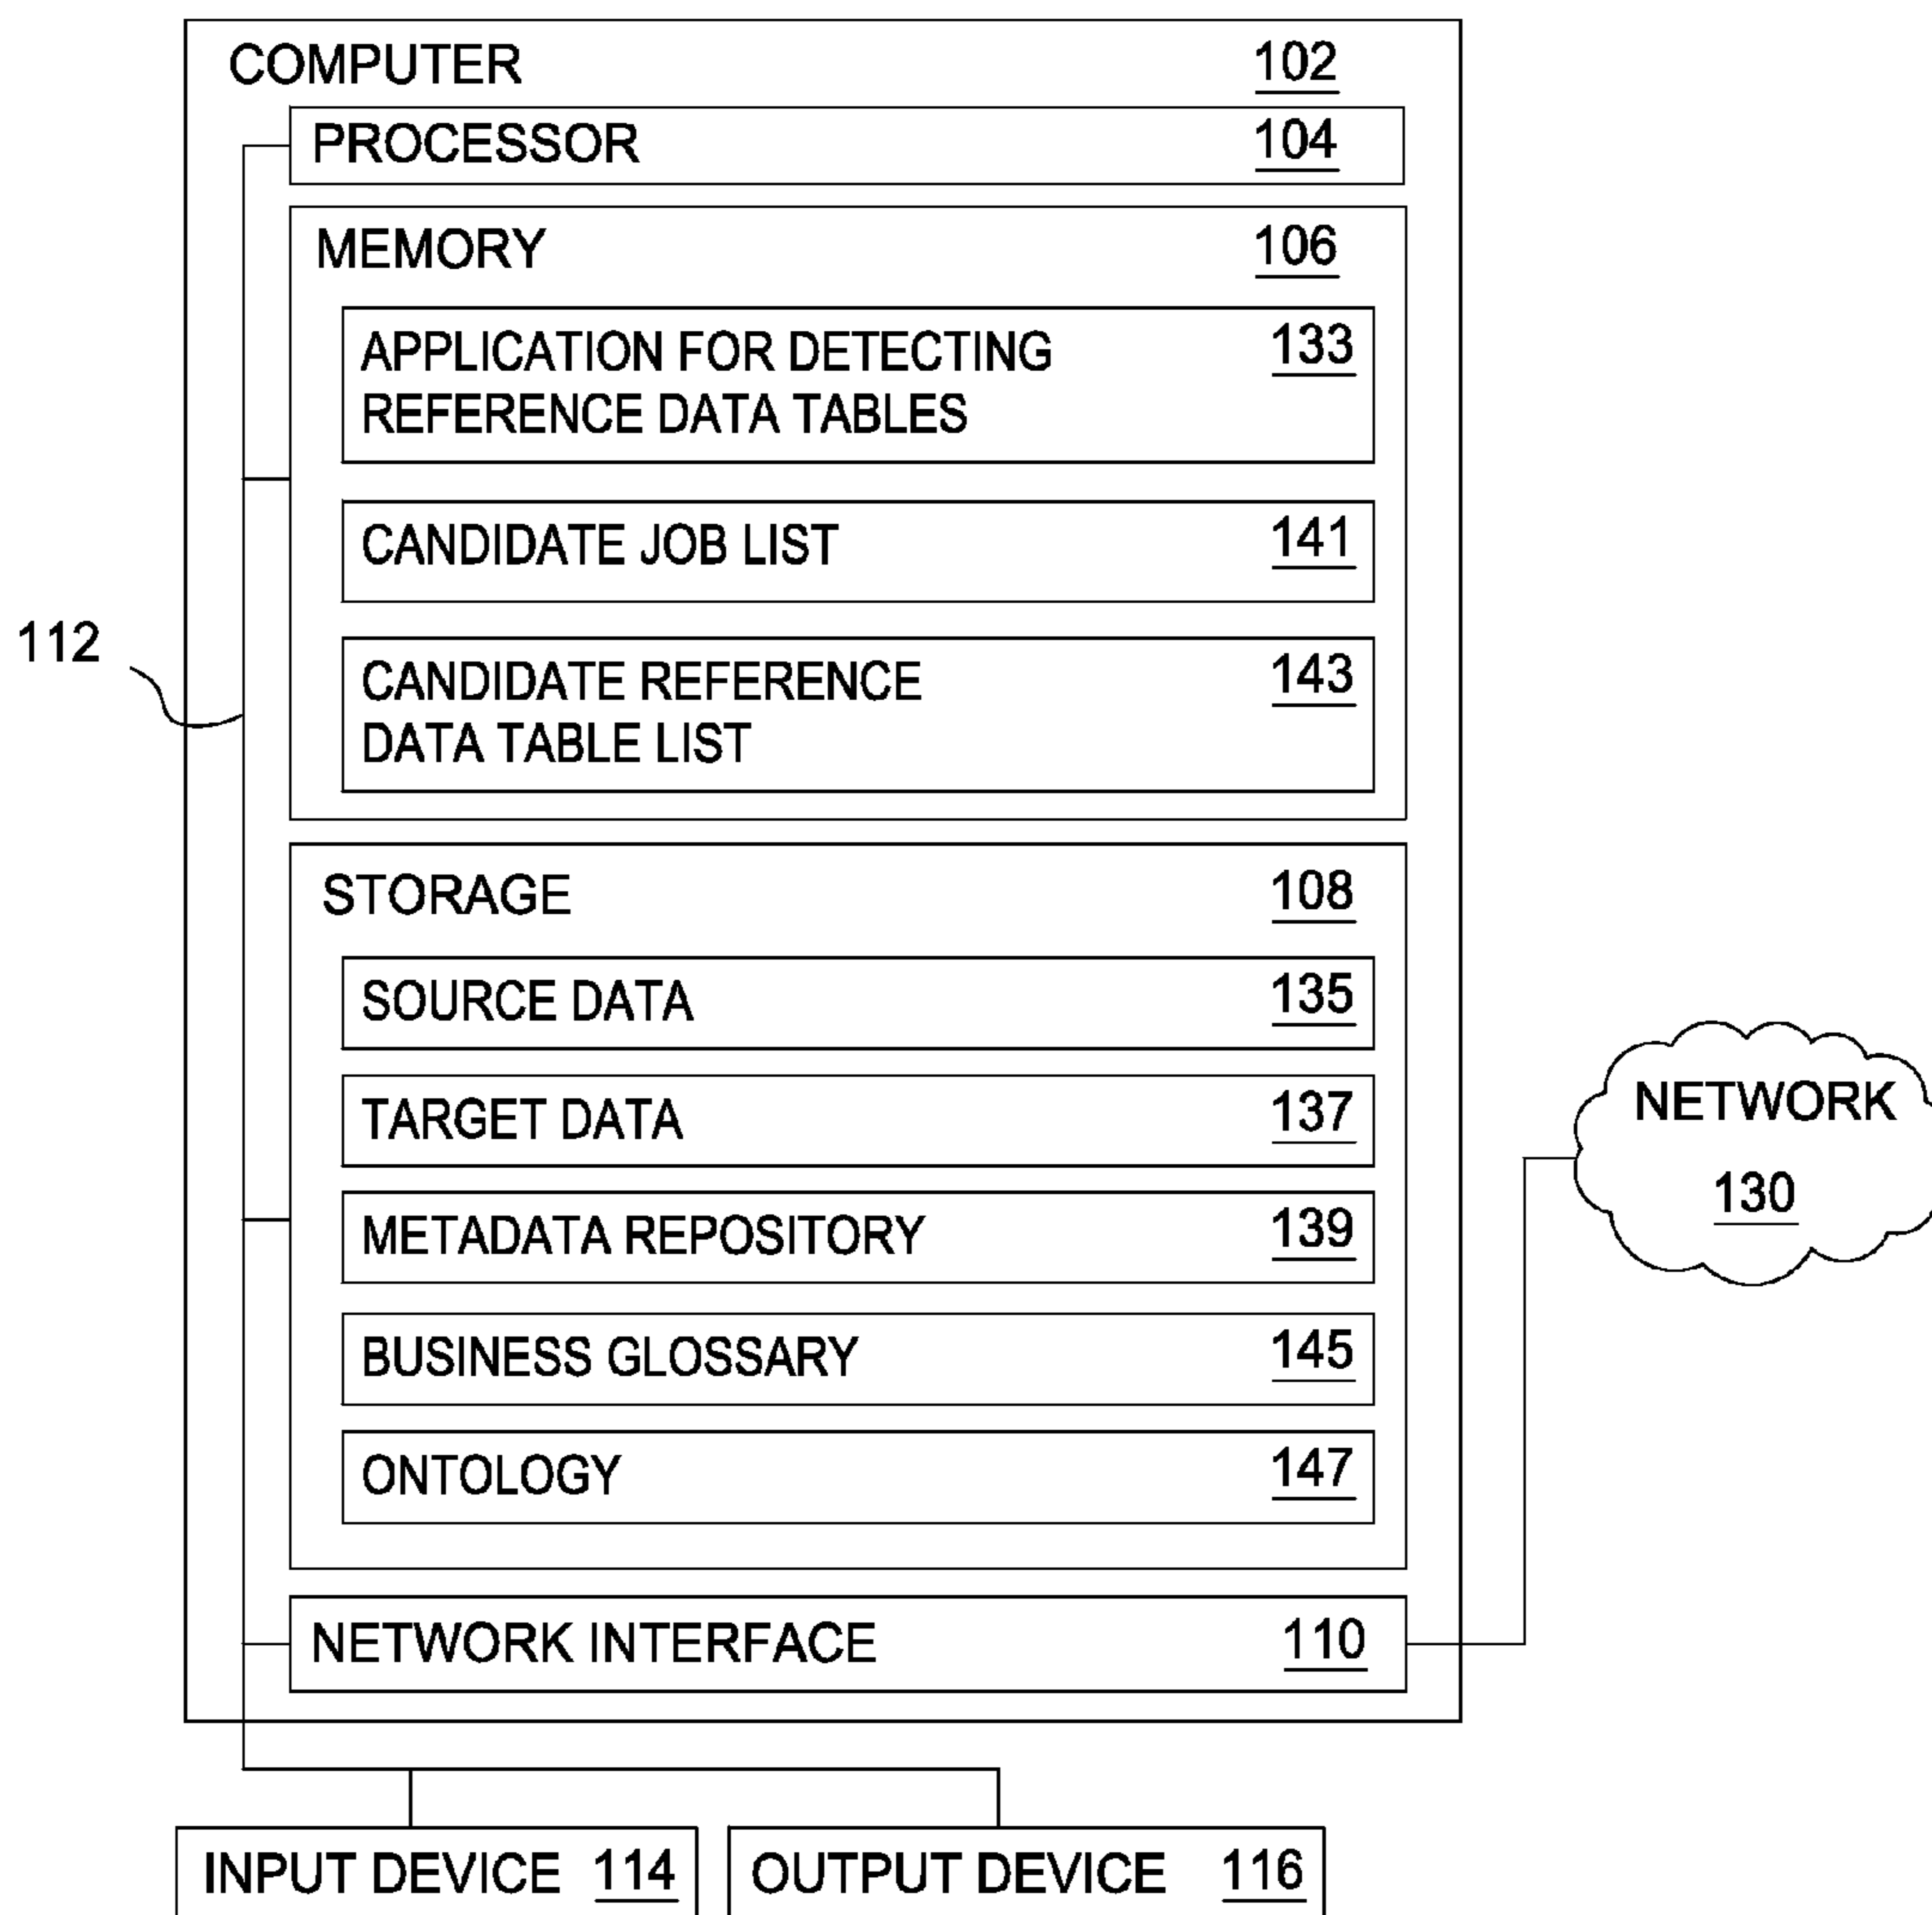 COMPUTER 102
PROCESSOR 104
MEMORY 106
APPLICATION FOR DETECTING 133
REFERENCE DATA TABLES
CANDIDATE JOB LIST 141
112
CANDIDATE REFERENCE 143
DATA TABLE LIST
STORAGE 108
SOURCE DATA 135
TARGET DATA 137
METADATA REPOSITORY 139
BUSINESS GLOSSARY 145
ONTOLOGY 147
NETWORK
130
NETWORK INTERFACE 110
INPUT DEVICE 114
OUTPUT DEVICE 116